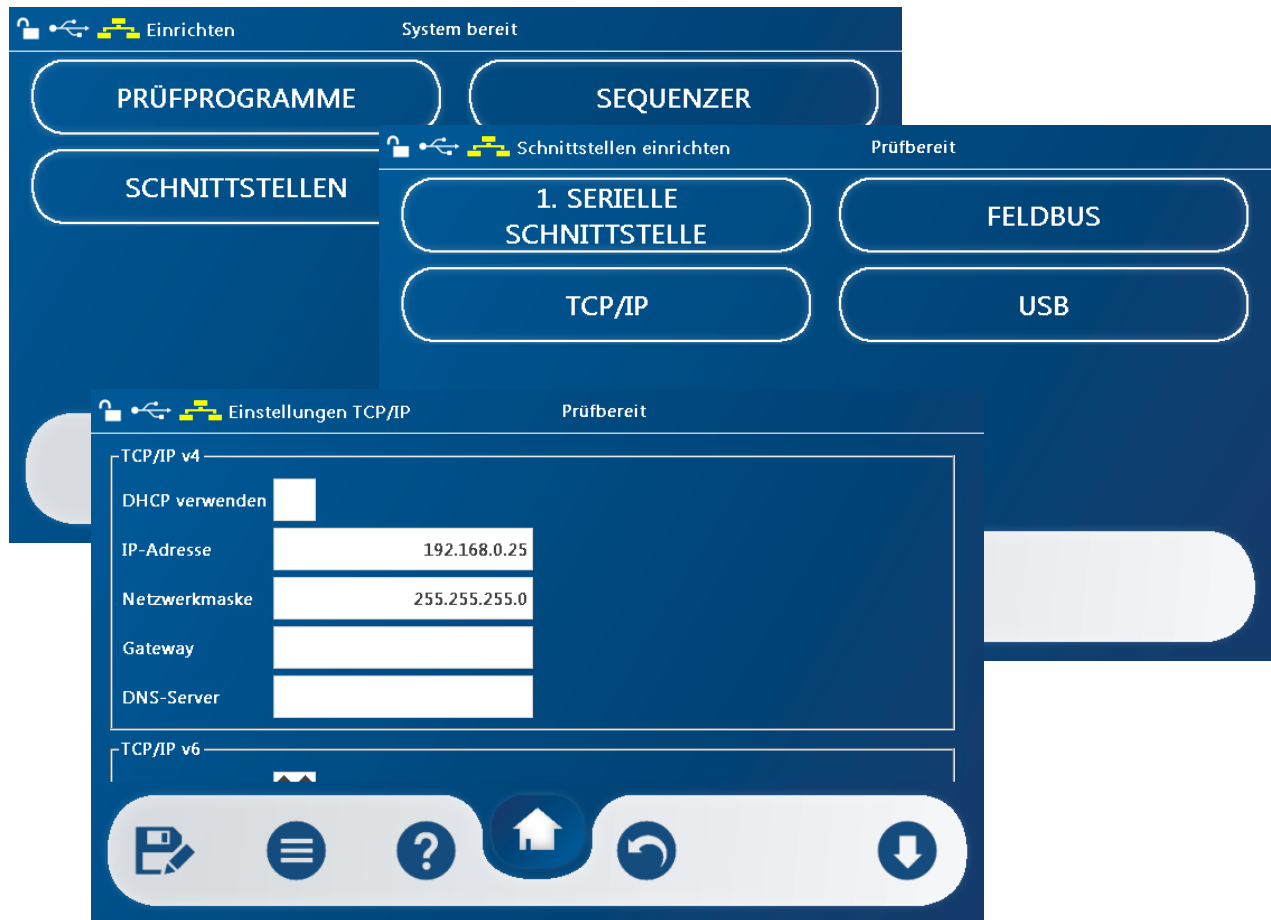 Einrichten
System bereit
PRÜFPROGRAMME
SEQUENZER
SCHNITTSTELLEN
Schnittstellen einrichten
Prüfbereit
1. SERIELLE
SCHNITTSTELLE
FELDBUS
TCP/IP
USB
Einstellungen TCP/IP
Prüfbereit
TCP/IP v4
DHCP verwenden
IP-Adresse
192.168.0.25
Netzwerkmaske
255.255.255.0
Gateway
DNS-Server
TCP/IP v6
?